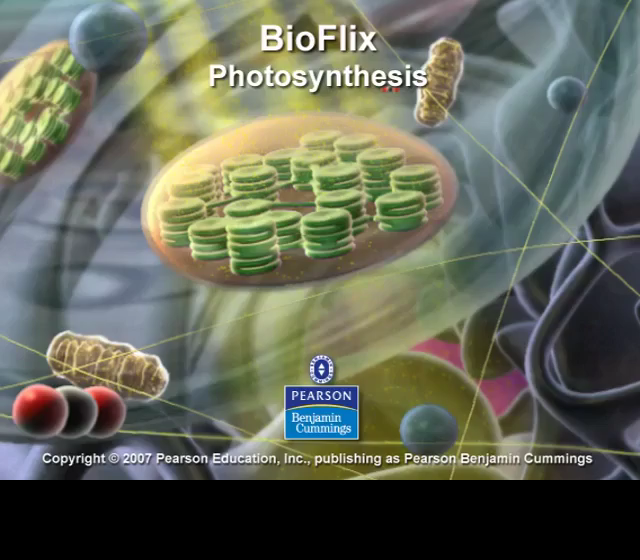 BioFlix
Photosynthesis
PEARSON
Benjamin
Cummings
Copyright © 2007 Pearson Education, Inc., publishing as Pearson Benjamin Cummings